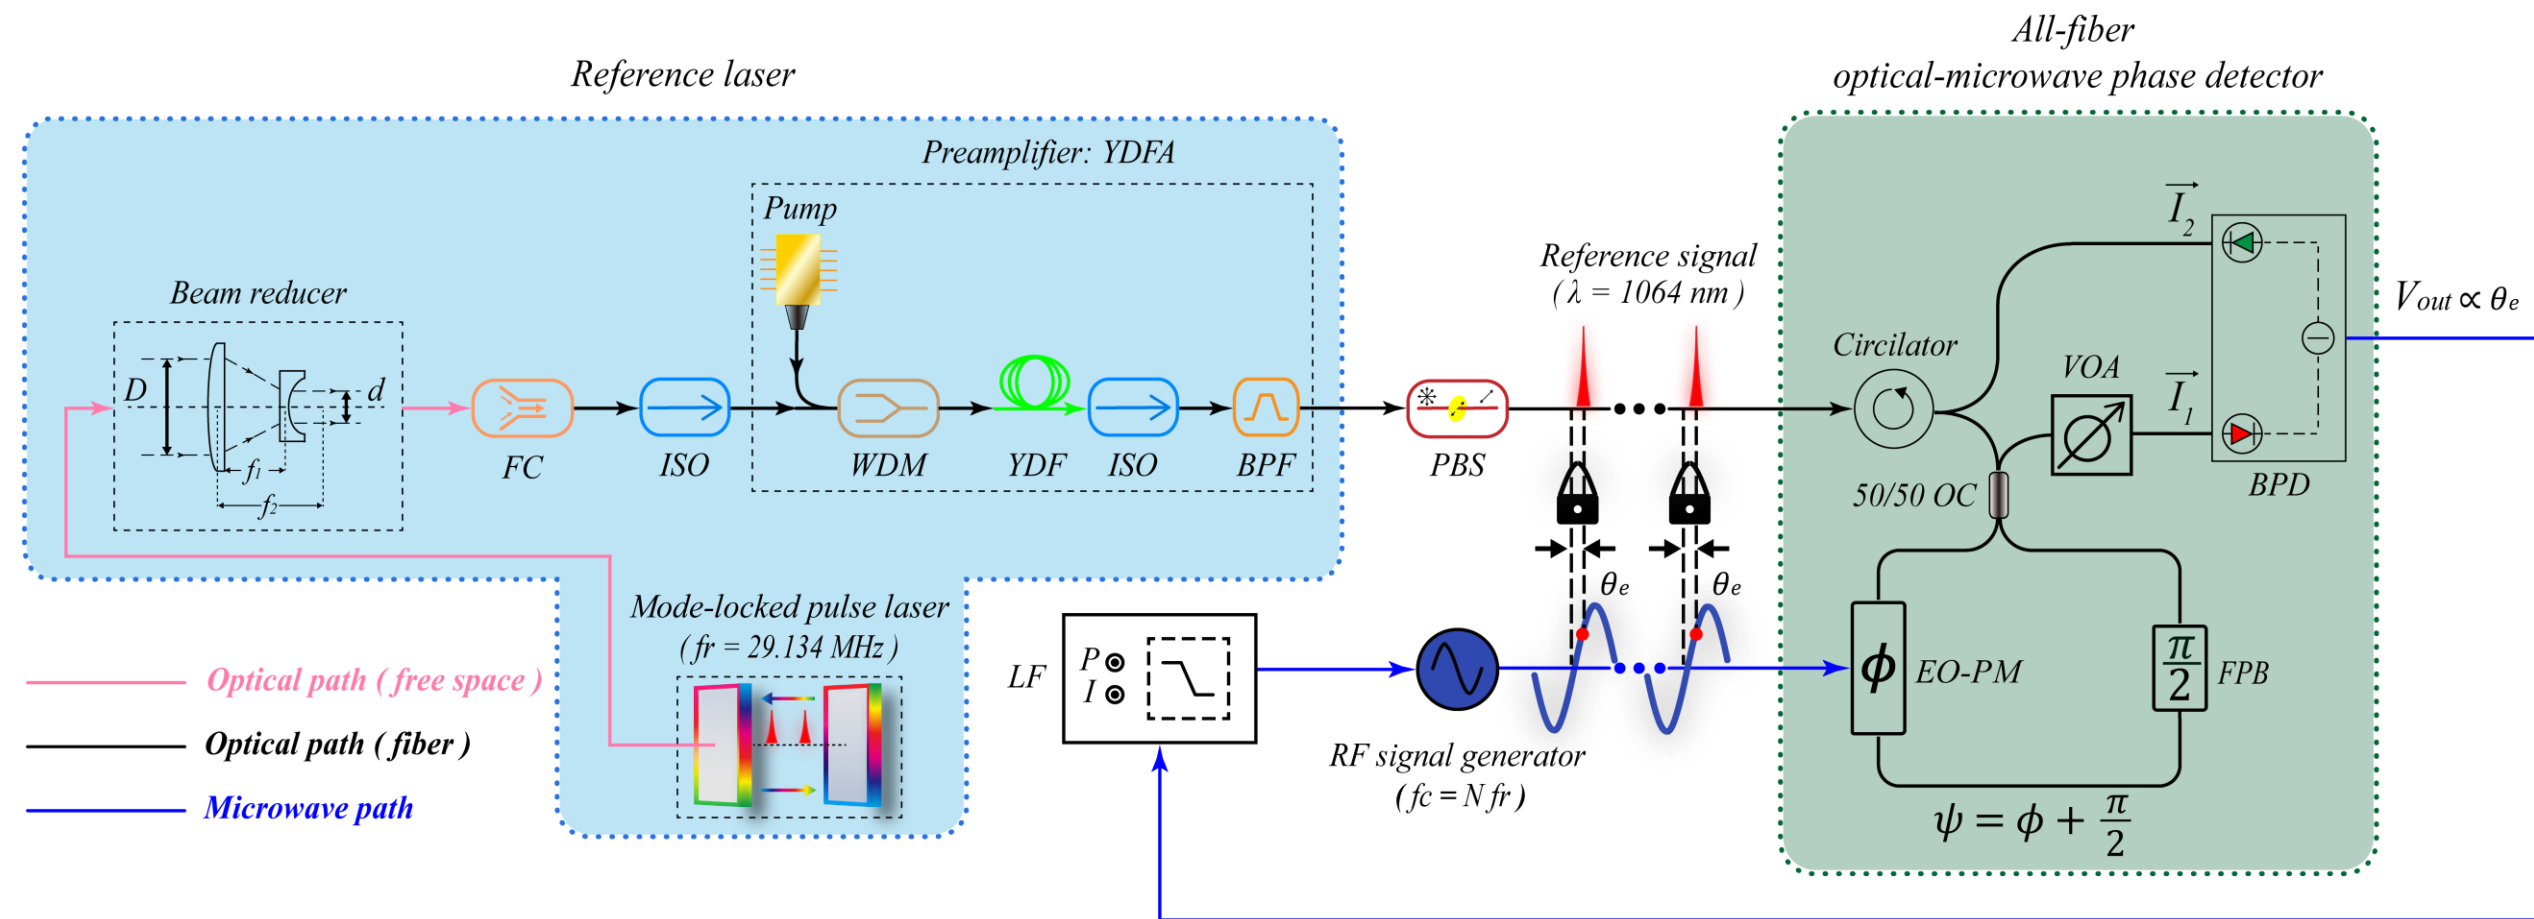 Reference laser
All-fiber
optical-microwave phase detector
Preamplifier: YDFA
Pump
Beam reducer
D
d
f1
f2
FC
ISO
WDM
YDF
ISO
BPF
PBS
Reference signal
( λ = 1064 nm )
θe
θe
Circilator
I2
VOA
I1
BPD
50/50 OC
Vout ∝ θe
Mode-locked pulse laser
( fr = 29.134 MHz )
LF
P
I
RF signal generator
( fc = N fr )
ϕ
EO-PM
π/2
FPB
ψ = ϕ + π/2
Optical path ( free space )
Optical path ( fiber )
Microwave path